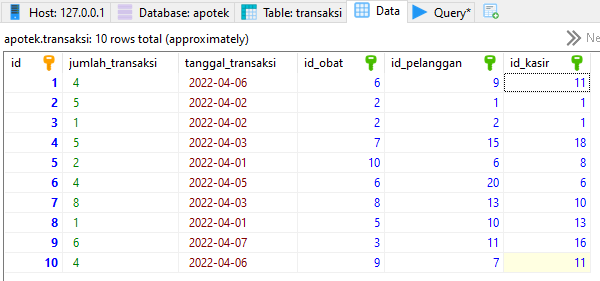 Host: 127.0.0.1 Database: apotek Table: transaksi Data Query*
apotek.transaksi: 10 rows total (approximately) Ne
id jumlah_transaksi tanggal_transaksi id_obat id_pelanggan id_kasir
1 4 2022-04-06 6 9 11
2 5 2022-04-02 2 1 1
3 1 2022-04-02 2 2 1
4 5 2022-04-03 7 15 18
5 2 2022-04-01 10 6 8
6 4 2022-04-05 6 20 6
7 8 2022-04-03 8 13 10
8 1 2022-04-01 5 10 13
9 6 2022-04-07 3 11 16
10 4 2022-04-06 9 7 11